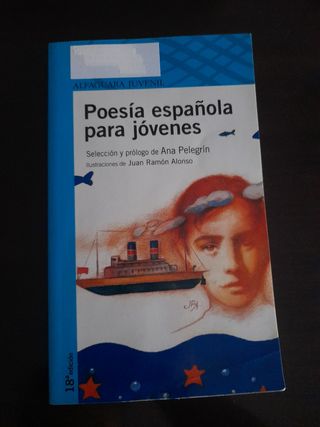 ALFAGUARA JUVENIL
Poesía española
para jóvenes
Selección y prólogo de Ana Pelegrín
Ilustraciones de Juan Ramón Alonso
18ª edición